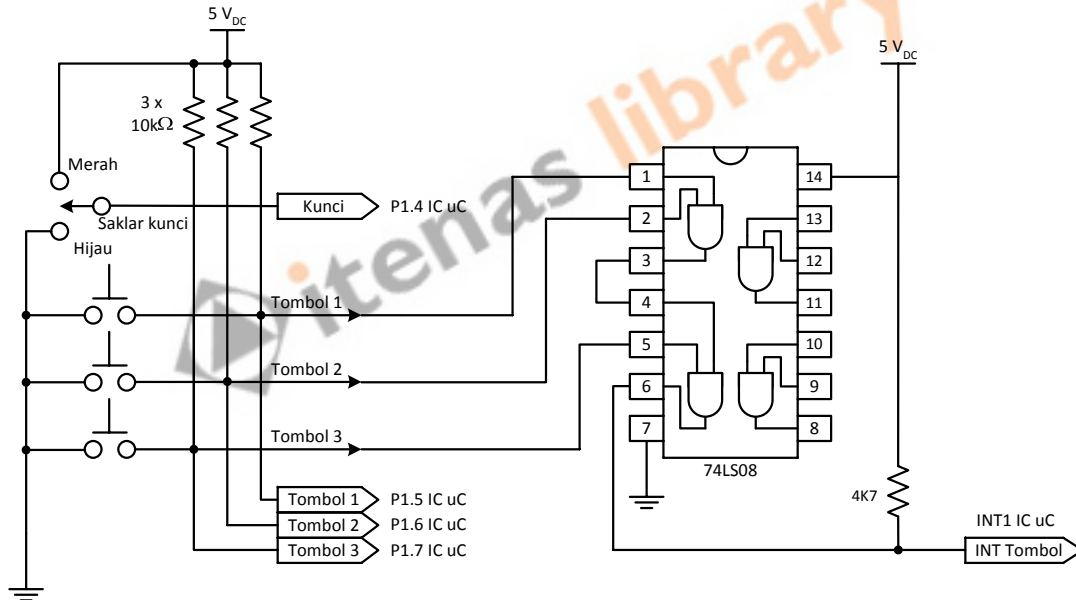 5 V_DC
5 V_DC
3 x
10kΩ
Merah
Saklar kunci
Hijau
Kunci
P1.4 IC uC
Tombol 1
Tombol 2
Tombol 3
Tombol 1
P1.5 IC uC
Tombol 2
P1.6 IC uC
Tombol 3
P1.7 IC uC
1
14
2
13
3
12
4
11
5
10
6
9
7
8
74LS08
4K7
INT1 IC uC
INT Tombol
itenas library